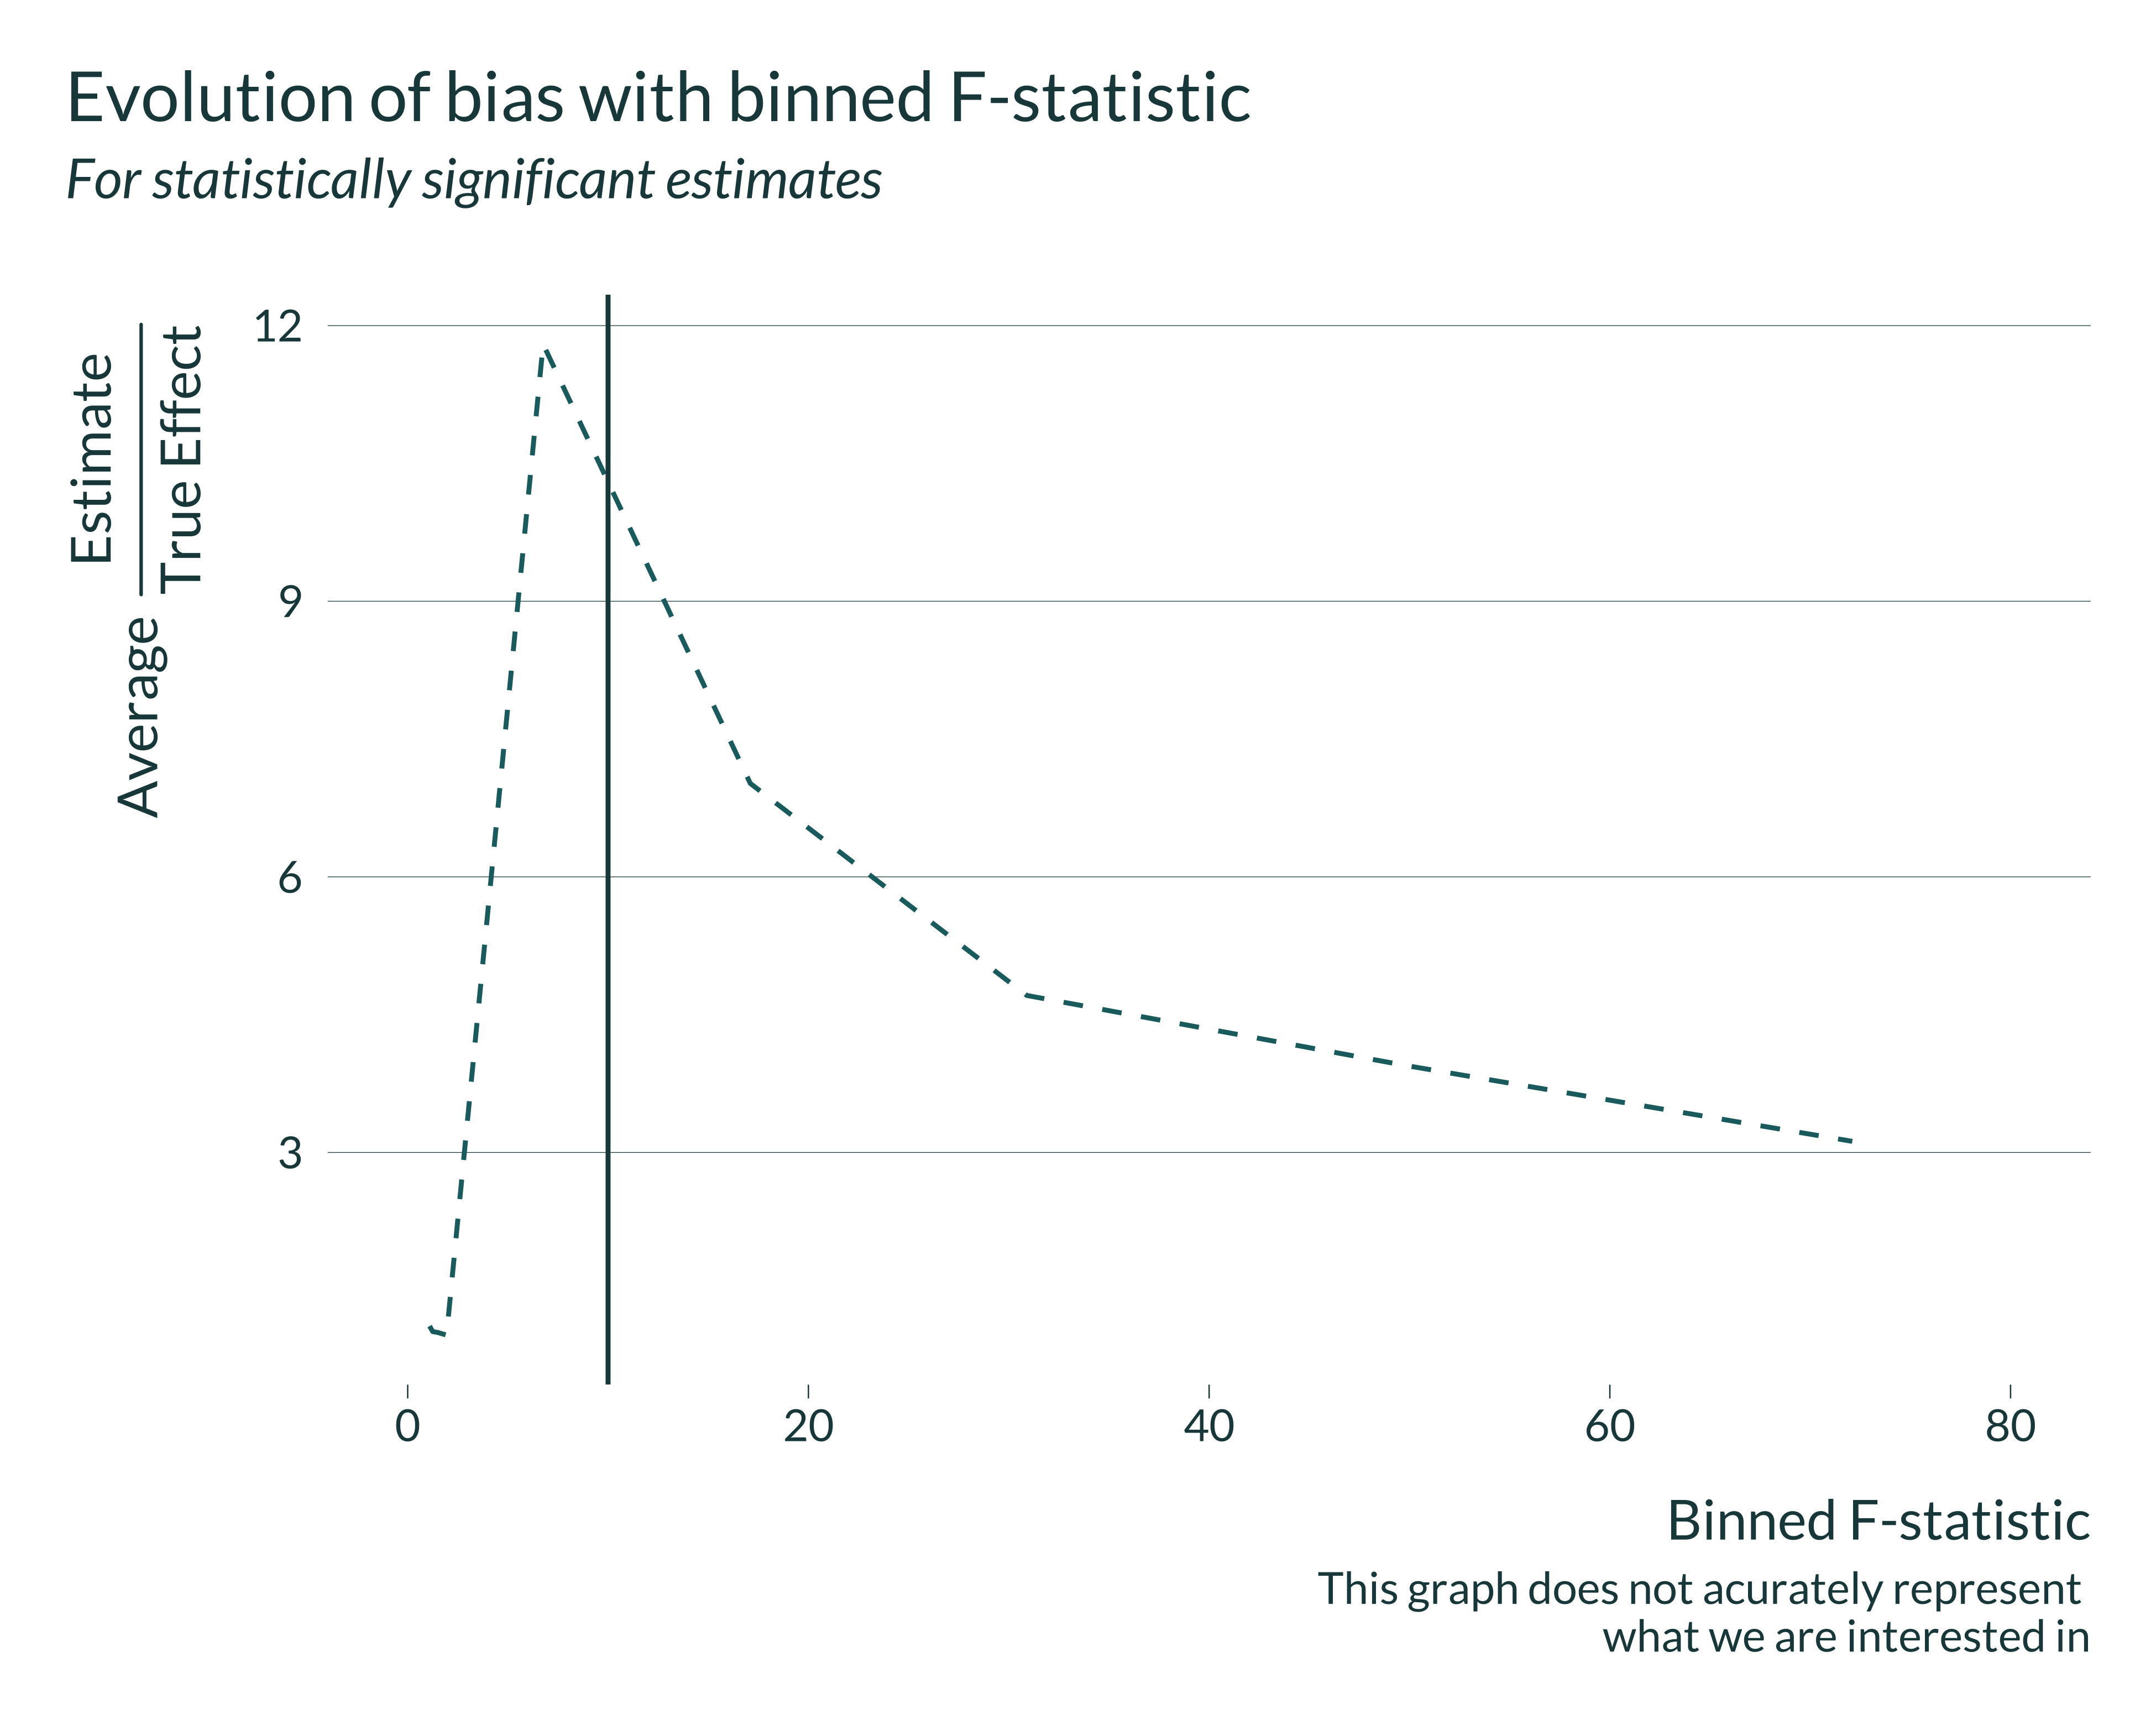 Evolution of bias with binned F-statistic
For statistically significant estimates
Average Estimate
True Effect
12
9
6
3
0 20 40 60 80
Binned F-statistic
This graph does not acurately represent
what we are interested in